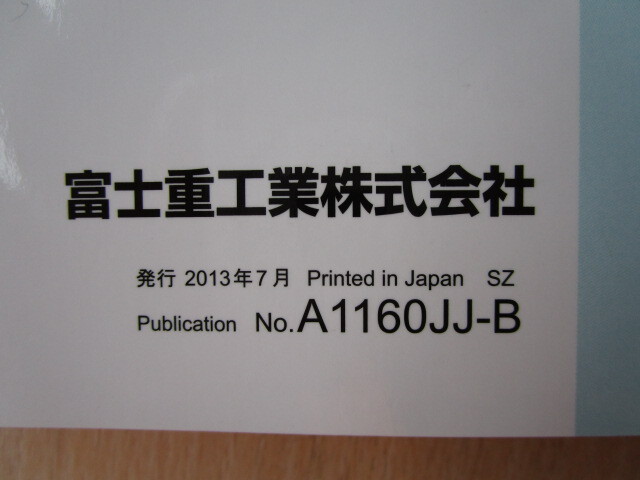 富士重工業株式会社
発行 2013年7月 Printed in Japan SZ
Publication No.A1160JJ-B